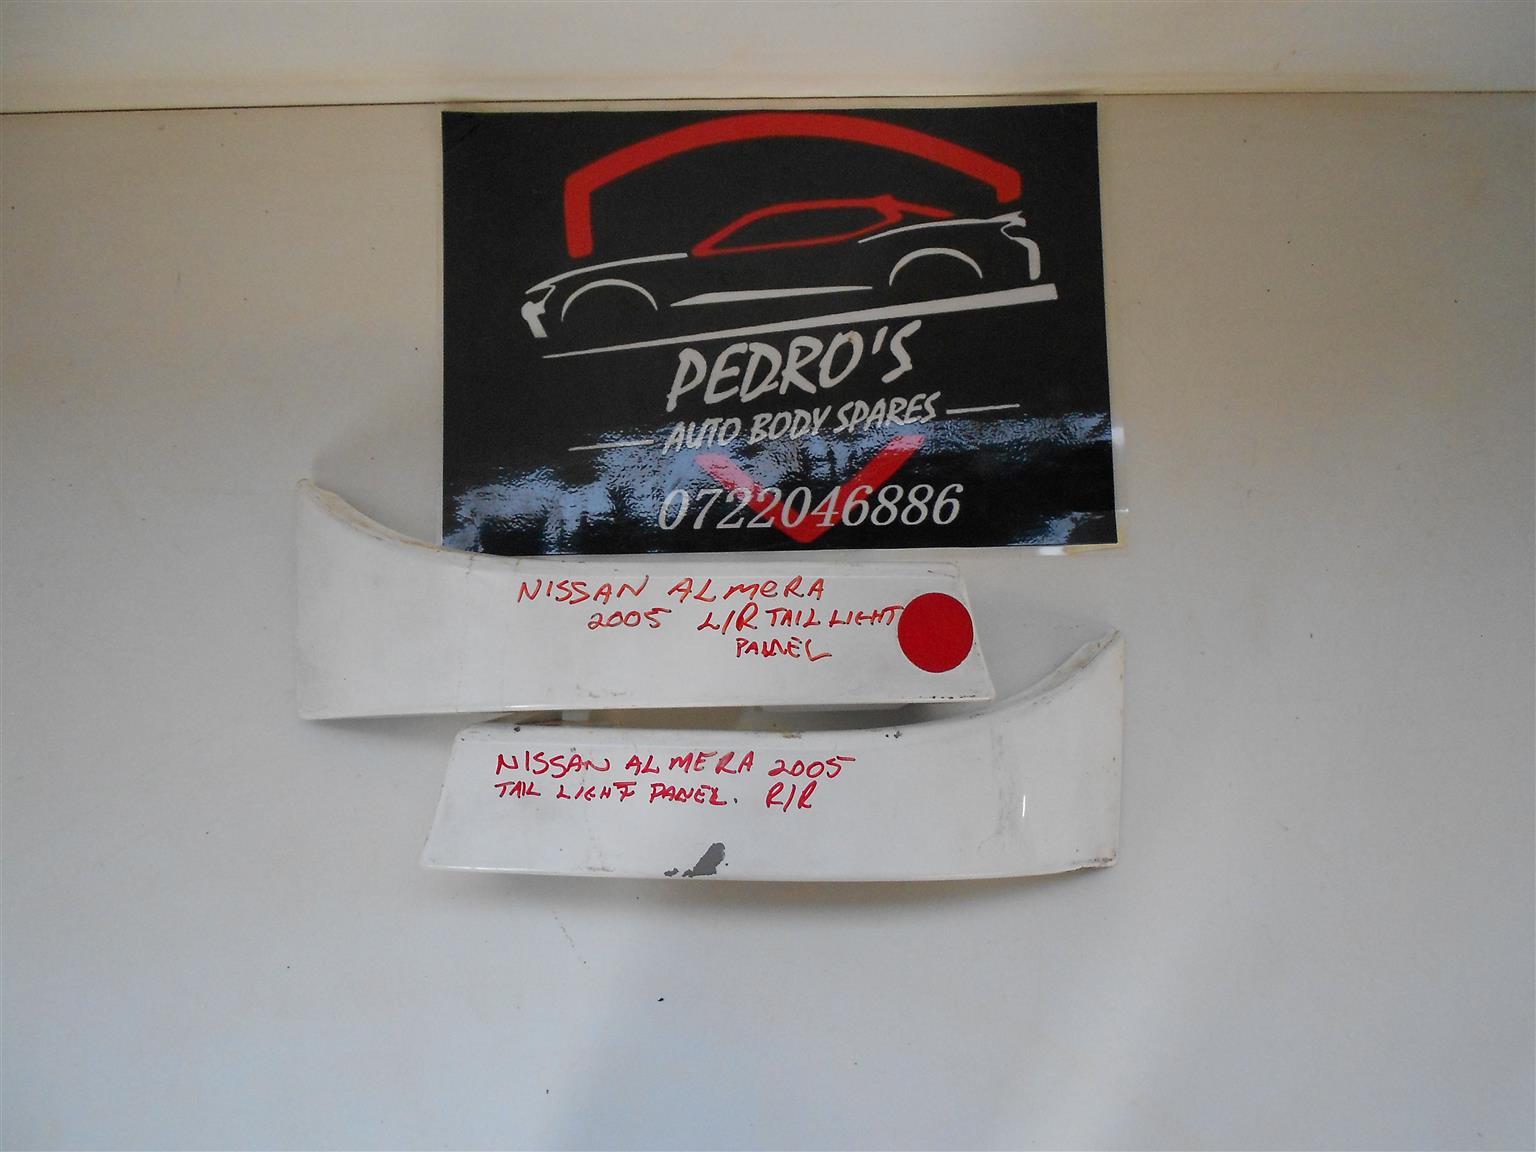 PEDRO'S
AUTO BODY SPARES
0722046886
NISSAN ALMERA
2005 L/R TAIL LIGHT
PANEL
NISSAN ALMERA 2005
TAIL LIGHT PANEL. R/R